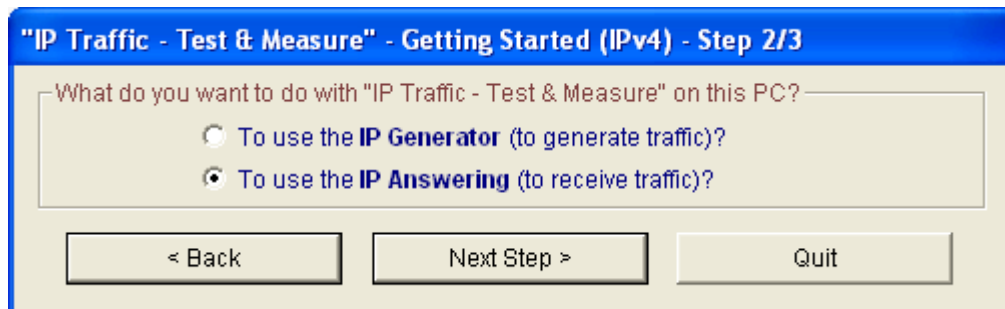 "IP Traffic - Test & Measure" - Getting Started (IPv4) - Step 2/3
What do you want to do with "IP Traffic - Test & Measure" on this PC?
To use the IP Generator (to generate traffic)?
To use the IP Answering (to receive traffic)?
< Back Next Step > Quit